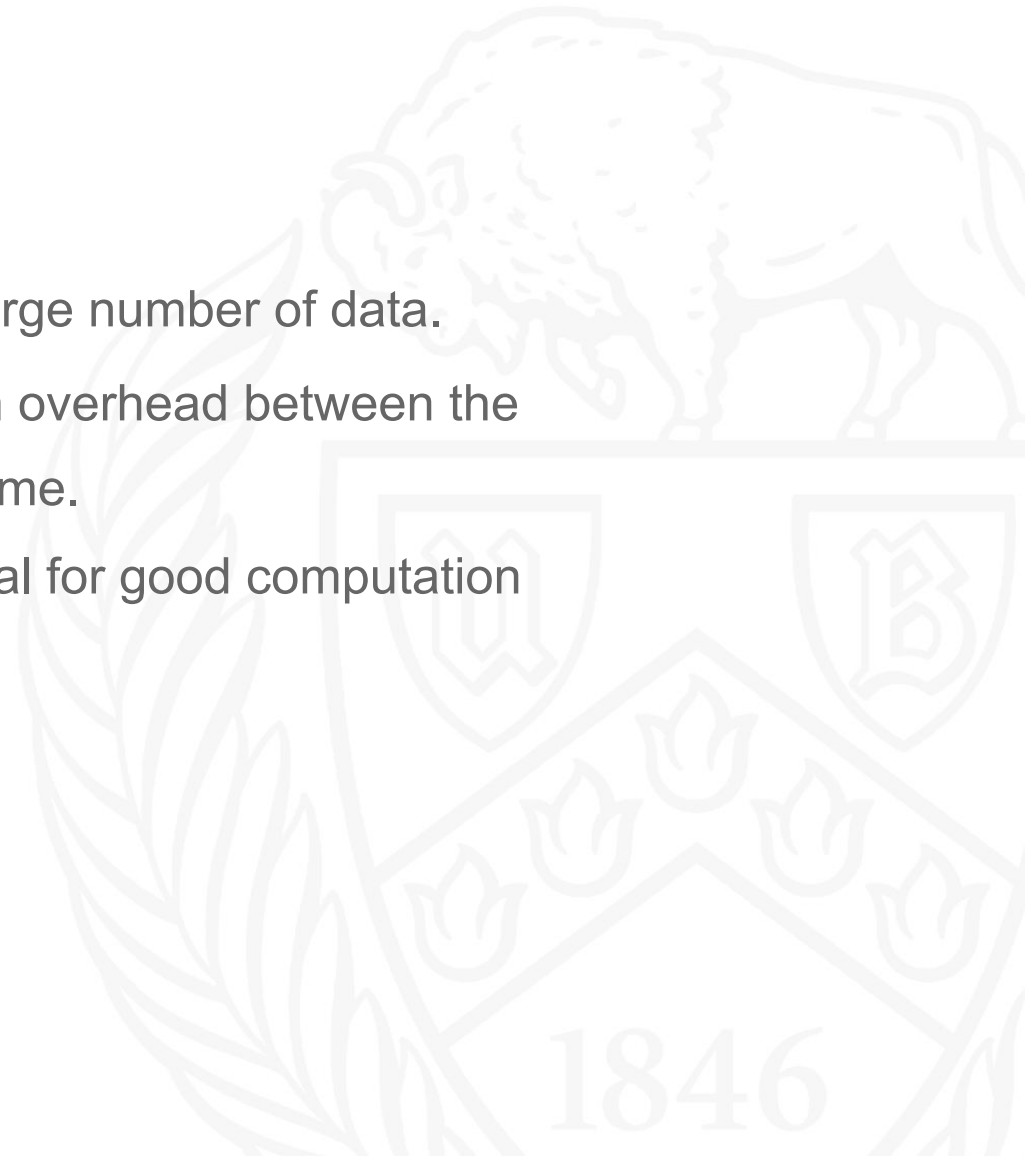 rge number of data.
n overhead between the
me.
al for good computation
U B
1846